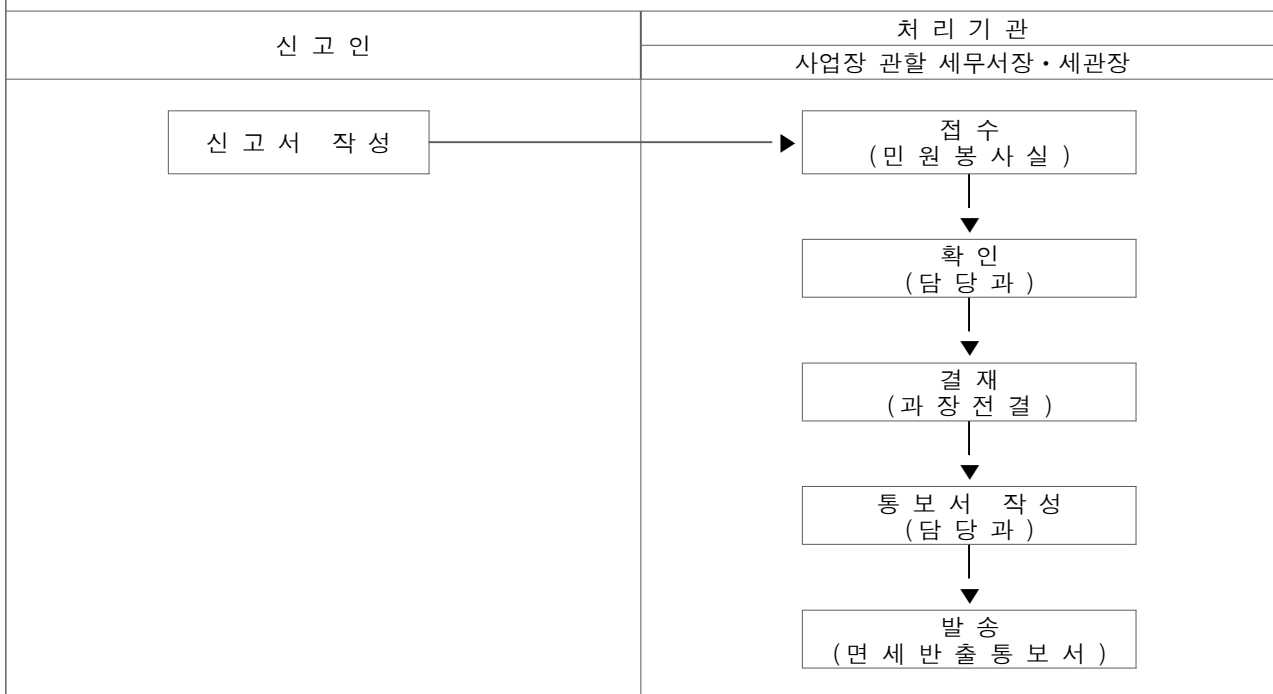 신 고 인
처 리 기 관
사업장 관할 세무서장·세관장
신 고 서 작 성
접 수
( 민 원 봉 사 실 )
확 인
( 담 당 과 )
결 재
( 과 장 전 결 )
통 보 서 작 성
( 담 당 과 )
발 송
( 면 세 반 출 통 보 서 )